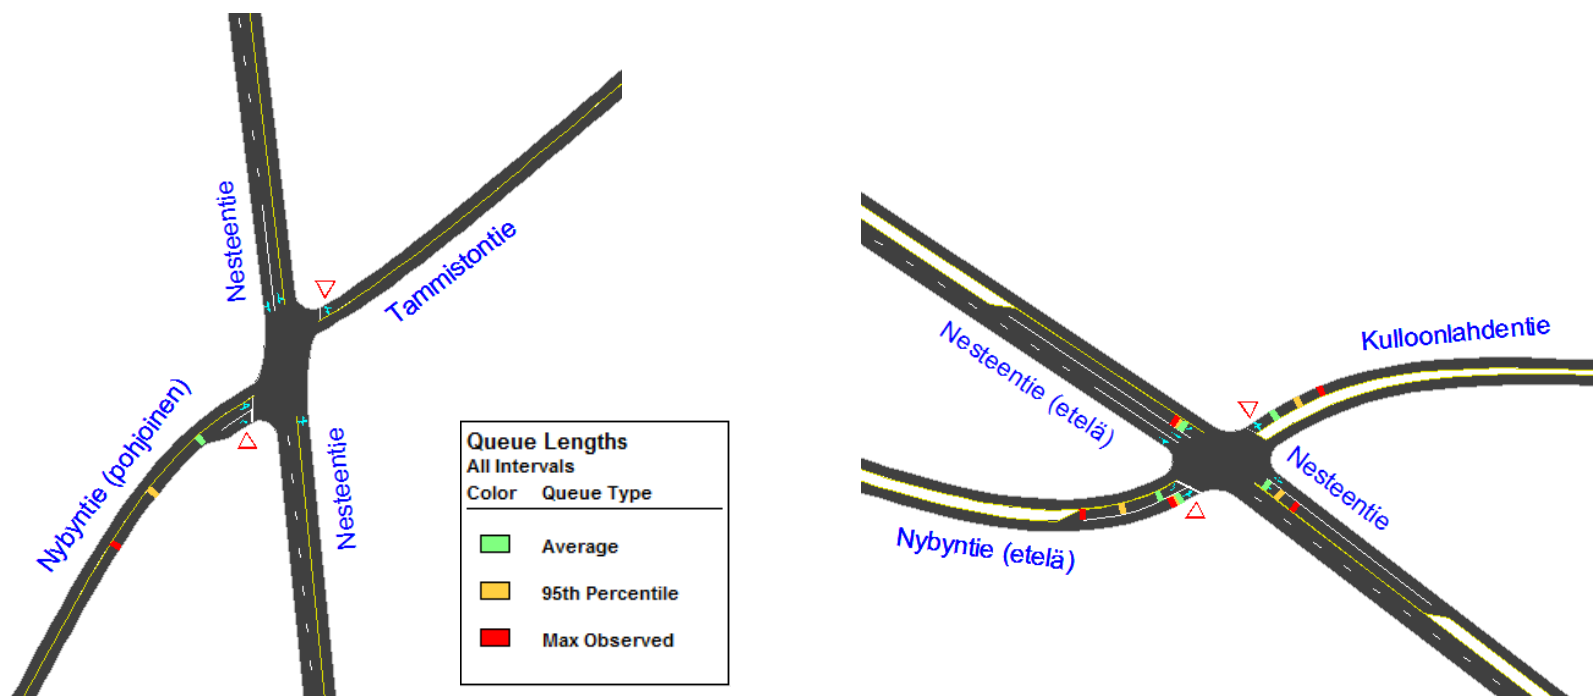 Nesteentie
Tammistontie
Nybyntie (pohjoinen)
Nesteentie
Queue Lengths
All Intervals
Color Queue Type
Average
95th Percentile
Max Observed
Nesteentie (etelä)
Kulloonlahdentie
Nesteentie
Nybyntie (etelä)